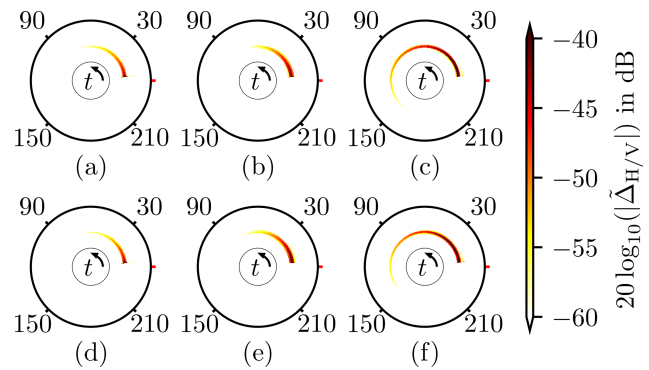 90 30 90 30 90 30
t t t
150 210 150 210 150 210
(a) (b) (c)
90 30 90 30 90 30
t t t
150 210 150 210 150 210
(d) (e) (f)
−40
−45
−50
−55
−60
20 log₁₀(|Δ̃_H/V|) in dB